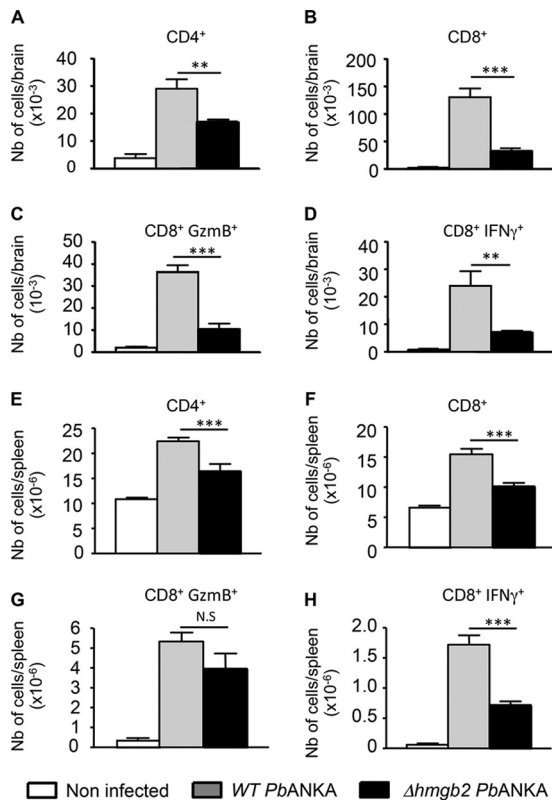 A
CD4⁺
Nb of cells/brain
(x10⁻³)
40
30
20
10
0
**
B
CD8⁺
Nb of cells/brain
(x10⁻³)
200
150
100
50
0
***
C
CD8⁺ GzmB⁺
Nb of cells/brain
(10⁻³)
50
40
30
20
10
0
***
D
CD8⁺ IFNγ⁺
Nb of cells/brain
(10⁻³)
40
30
20
10
0
**
E
CD4⁺
Nb of cells/spleen
(x10⁻⁶)
25
20
15
10
5
0
***
F
CD8⁺
Nb of cells/spleen
(x10⁻⁶)
20
15
10
5
0
***
G
CD8⁺ GzmB⁺
Nb of cells/spleen
(x10⁻⁶)
6
5
4
3
2
1
0
N.S
H
CD8⁺ IFNγ⁺
Nb of cells/spleen
(x10⁻⁶)
2.0
1.5
1.0
0.5
0
***
Non infected WT PbANKA Δhmgb2 PbANKA